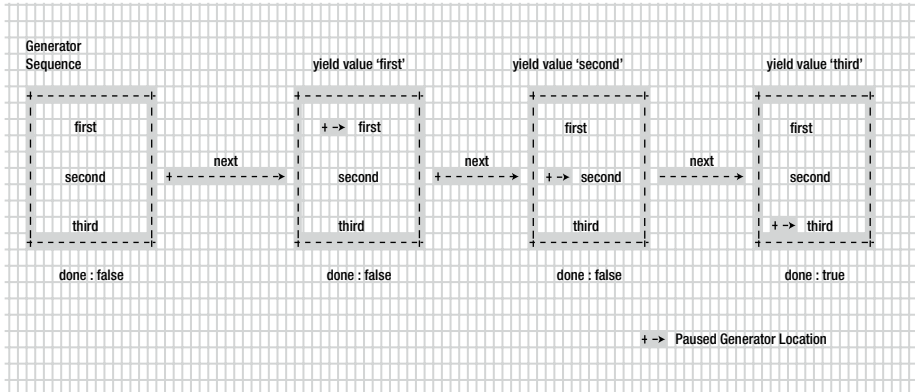 Generator
Sequence
yield value ‘first’
yield value ‘second’
yield value ‘third’
first
second
third
next
first
second
third
next
first
second
third
next
first
second
third
done : false
done : false
done : false
done : true
Paused Generator Location